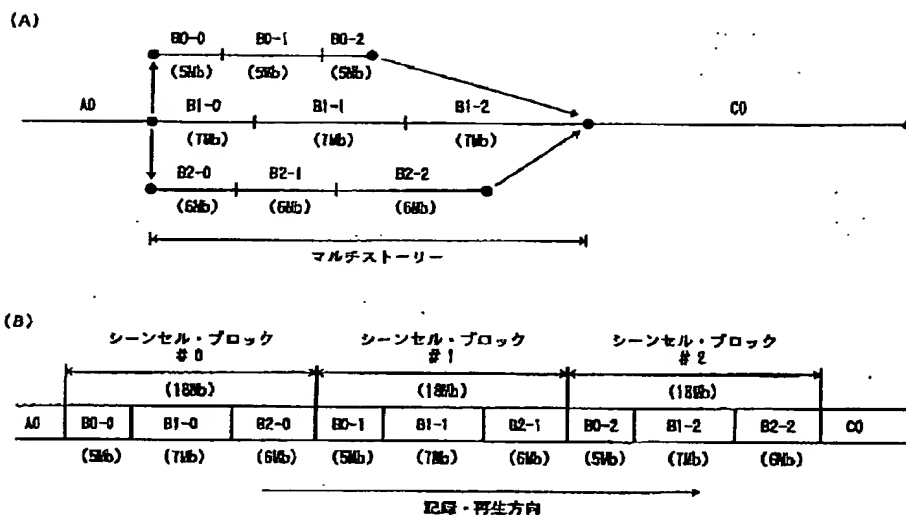 (A)
B0-0 B0-1 B0-2
(5Mb) (5Mb) (5Mb)
A0 B1-0 B1-1 B1-2 C0
(7Mb) (7Mb) (7Mb)
B2-0 B2-1 B2-2
(6Mb) (6Mb) (6Mb)
マルチストーリー
(B)
シーンセル・ブロック シーンセル・ブロック シーンセル・ブロック
#0 #1 #2
(18Mb) (18Mb) (18Mb)
A0 B0-0 B1-0 B2-0 B0-1 B1-1 B2-1 B0-2 B1-2 B2-2 C0
(5Mb) (7Mb) (6Mb) (5Mb) (7Mb) (6Mb) (5Mb) (7Mb) (6Mb)
記録・再生方向